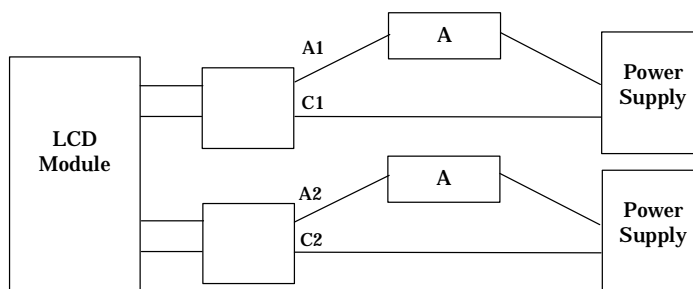 A1
A
Power
Supply
C1
LCD
Module
A2
A
Power
Supply
C2